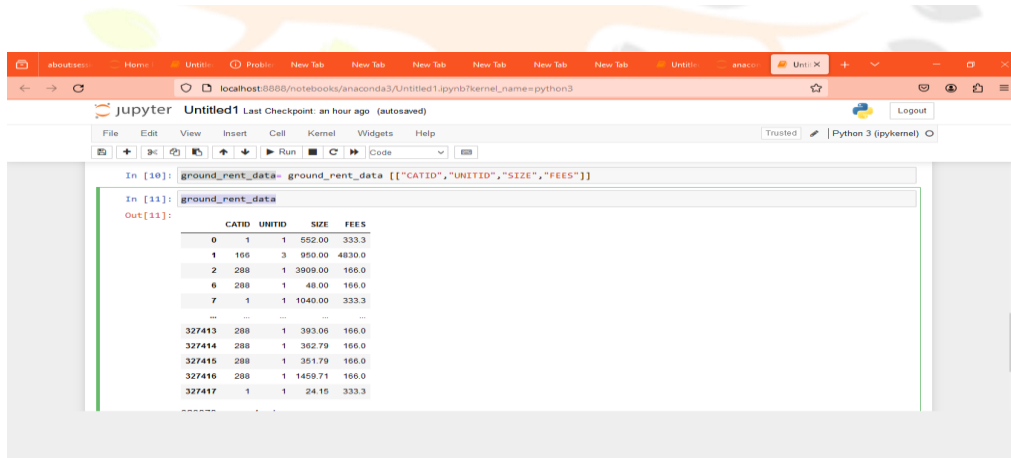 about:sess Home Untitle Proble New Tab New Tab New Tab New Tab New Tab New Tab Untitle anacon Untit
localhost:8888/notebooks/anaconda3/Untitled1.ipynb?kernel_name=python3
jupyter Untitled1 Last Checkpoint: an hour ago (autosaved) Logout
File Edit View Insert Cell Kernel Widgets Help Trusted Python 3 (ipykernel)
Run Code
In [10]: ground_rent_data= ground_rent_data [["CATID","UNITID","SIZE","FEES"]]
In [11]: ground_rent_data
Out[11]:
CATID UNITID SIZE FEES
0 1 1 552.00 333.3
1 166 3 950.00 4830.0
2 288 1 3909.00 166.0
6 288 1 48.00 166.0
7 1 1 1040.00 333.3
... ... ... ... ...
327413 288 1 393.06 166.0
327414 288 1 362.79 166.0
327415 288 1 351.79 166.0
327416 288 1 1459.71 166.0
327417 1 1 24.15 333.3